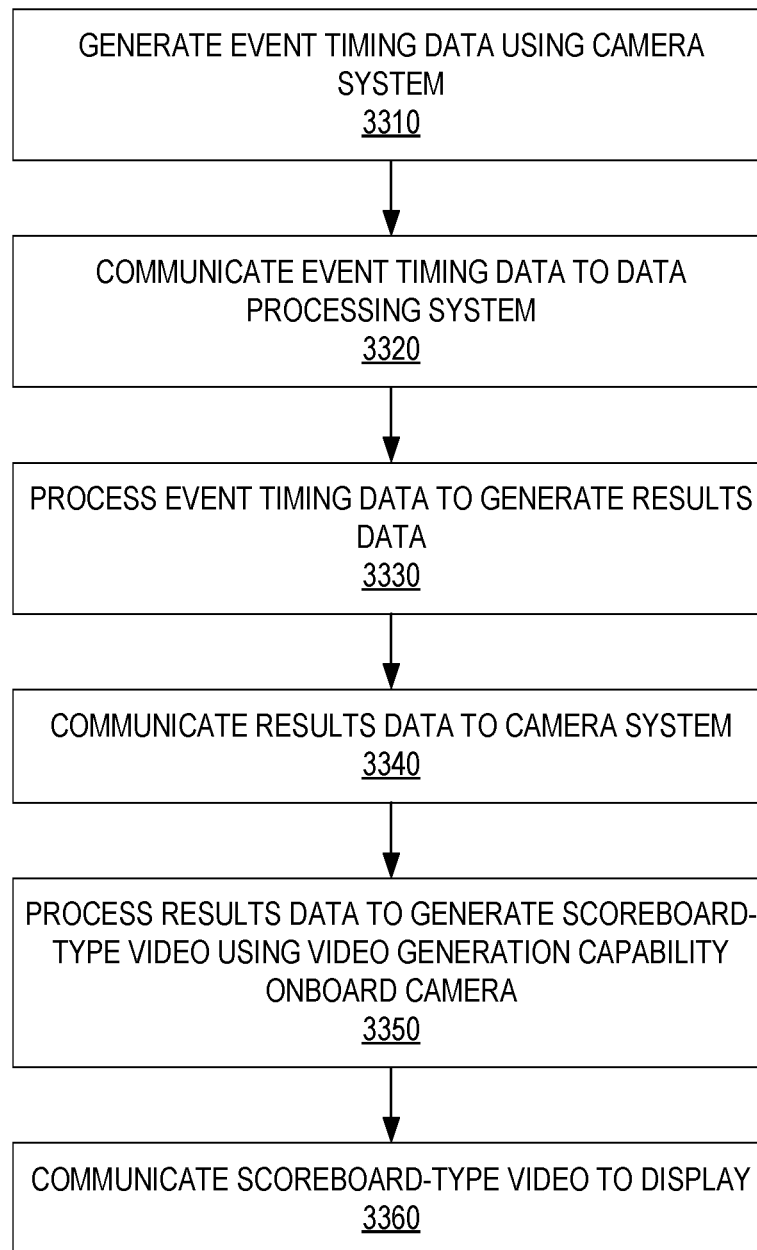 GENERATE EVENT TIMING DATA USING CAMERA
SYSTEM
3310
COMMUNICATE EVENT TIMING DATA TO DATA
PROCESSING SYSTEM
3320
PROCESS EVENT TIMING DATA TO GENERATE RESULTS
DATA
3330
COMMUNICATE RESULTS DATA TO CAMERA SYSTEM
3340
PROCESS RESULTS DATA TO GENERATE SCOREBOARD-
TYPE VIDEO USING VIDEO GENERATION CAPABILITY
ONBOARD CAMERA
3350
COMMUNICATE SCOREBOARD-TYPE VIDEO TO DISPLAY
3360